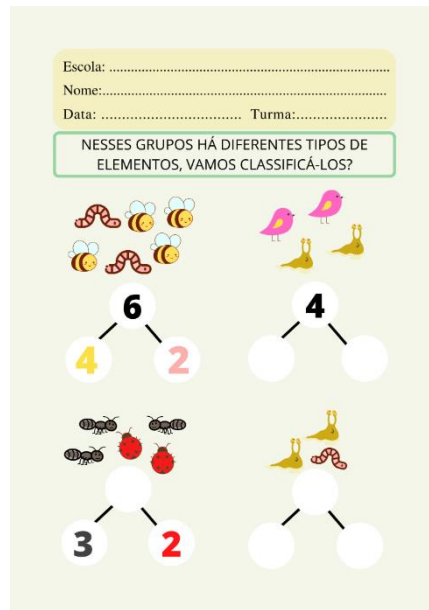 Escola: ................................................................................
Nome:................................................................................
Data: ................................. Turma:......................
NESSES GRUPOS HÁ DIFERENTES TIPOS DE
ELEMENTOS, VAMOS CLASSIFICÁ-LOS?
6
4
4
2
3
2